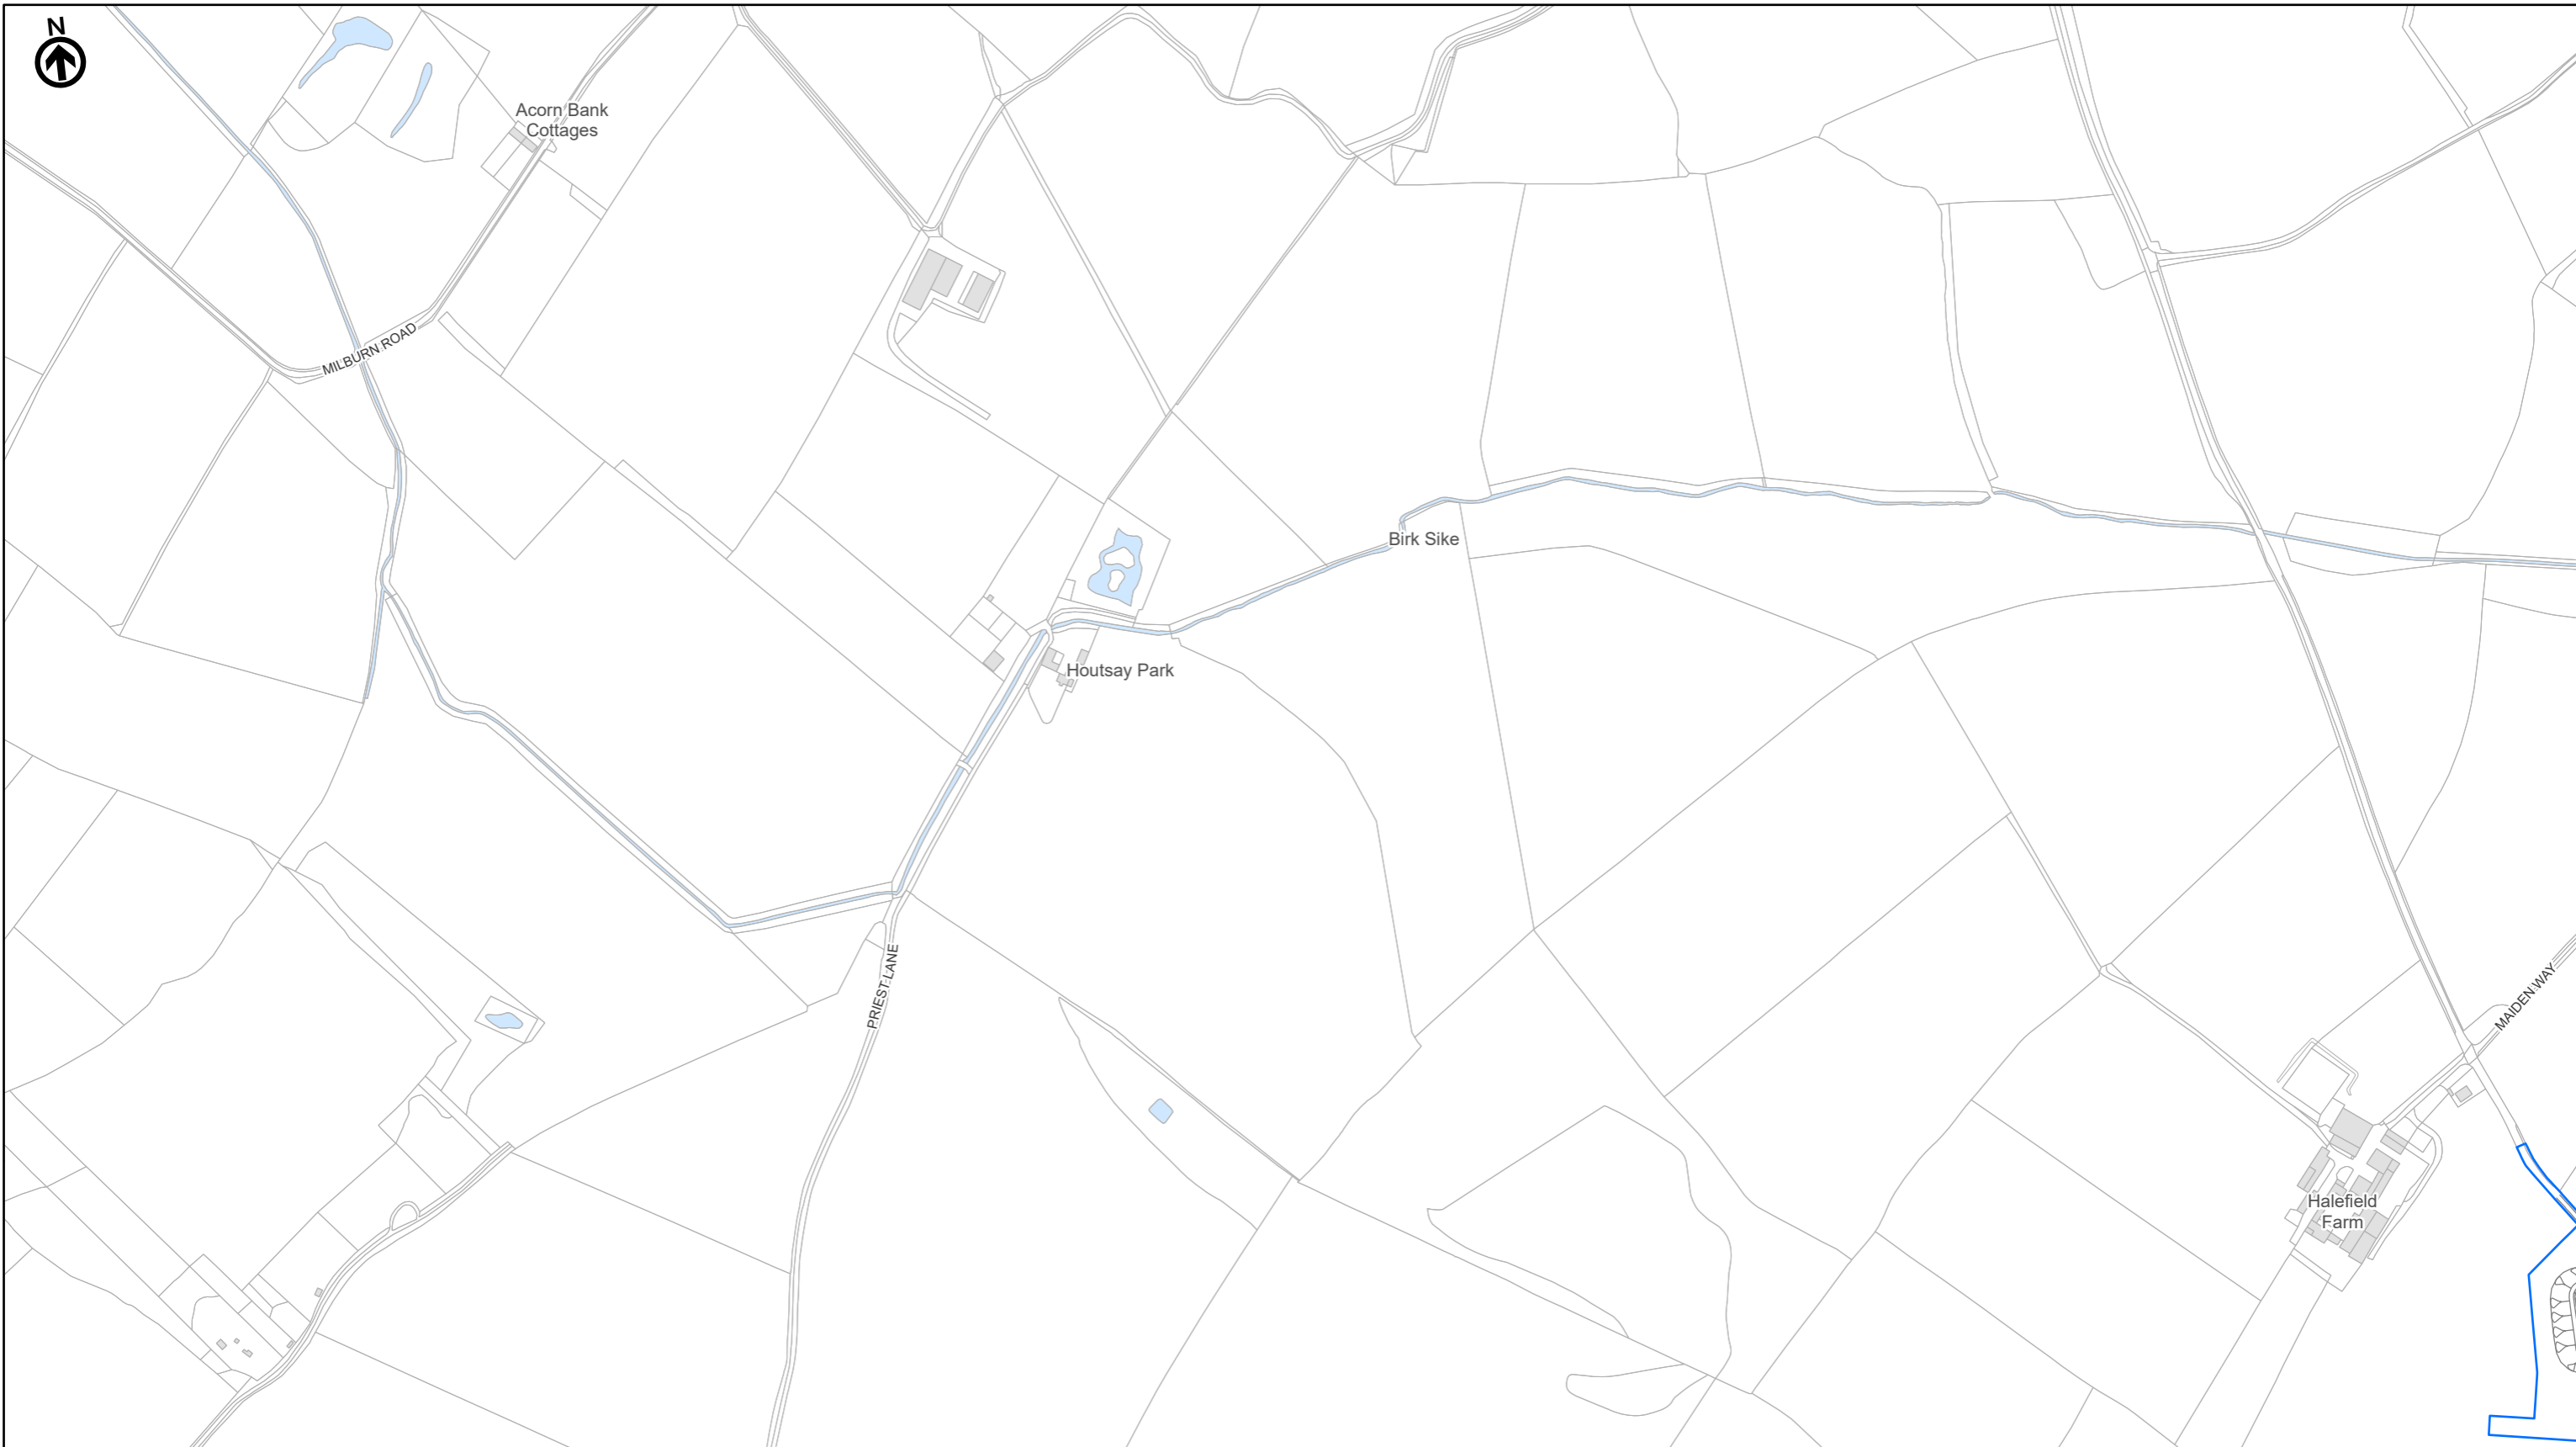 N
Acorn Bank
Cottages
MILBURN ROAD
Birk Sike
Houtsay Park
PRIEST LANE
MAIDEN WAY
Halefield
Farm